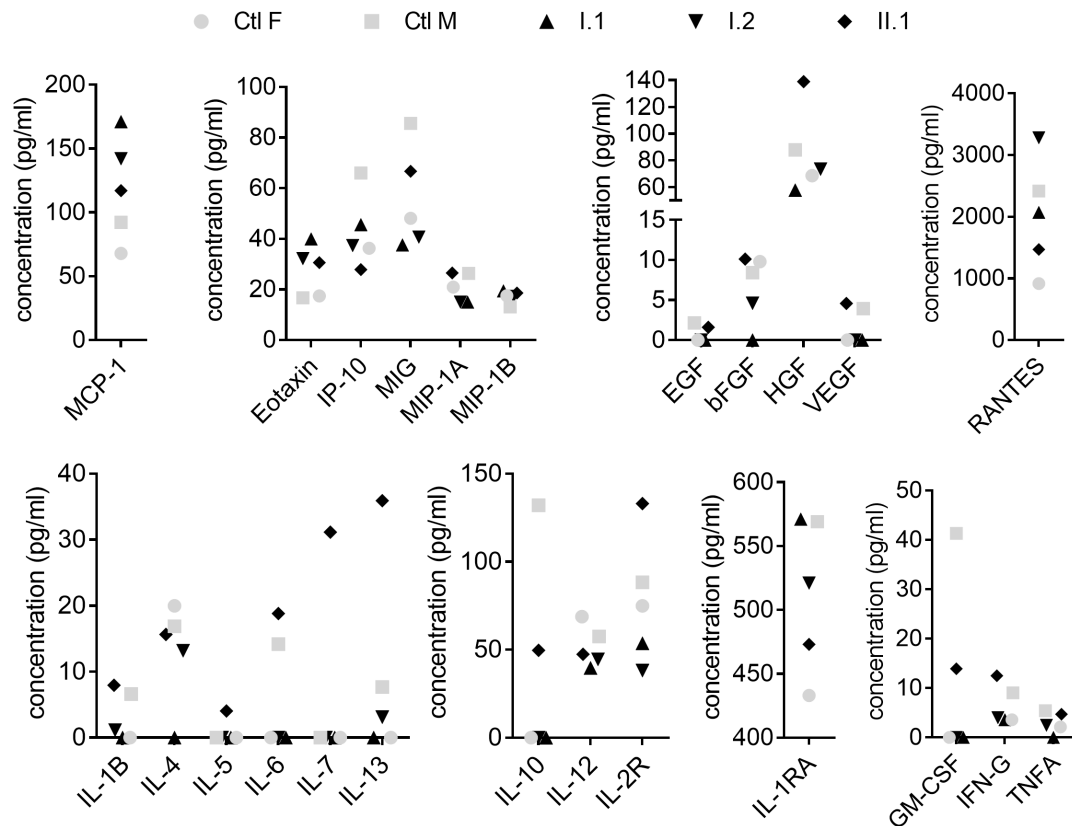 Ctl F Ctl M I.1 I.2 II.1
concentration (pg/ml)
200
150
100
50
0
MCP-1
concentration (pg/ml)
100
80
60
40
20
0
Eotaxin
IP-10
MIG
MIP-1A
MIP-1B
concentration (pg/ml)
140
120
100
80
60
15
10
5
0
EGF
bFGF
HGF
VEGF
concentration (pg/ml)
4000
3000
2000
1000
0
RANTES
concentration (pg/ml)
40
30
20
10
0
IL-1B
IL-4
IL-5
IL-6
IL-7
IL-13
concentration (pg/ml)
150
100
50
0
IL-10
IL-12
IL-2R
concentration (pg/ml)
600
550
500
450
400
IL-1RA
concentration (pg/ml)
50
40
30
20
10
0
GM-CSF
IFN-G
TNFA